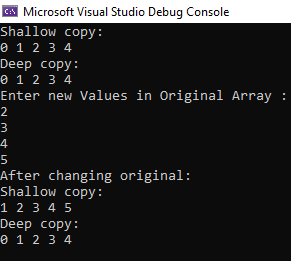 Microsoft Visual Studio Debug Console
Shallow copy:
0 1 2 3 4
Deep copy:
0 1 2 3 4
Enter new Values in Original Array :
2
3
4
5
After changing original:
Shallow copy:
1 2 3 4 5
Deep copy:
0 1 2 3 4